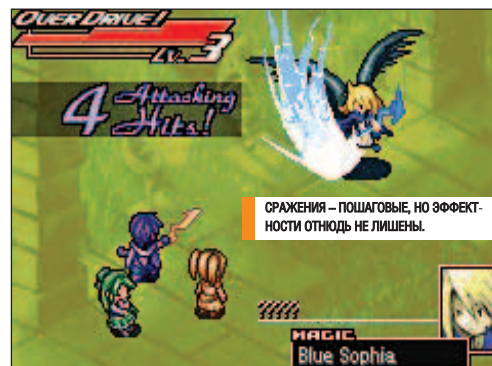 OVER DRIVE!
Lv. 3
4 Attacking
Hits!
СРАЖЕНИЯ – ПОШАГОВЫЕ, НО ЭФФЕКТ-
НОСТИ ОТНЮДЬ НЕ ЛИШЕНЫ.
MAGIC
Blue Sophia